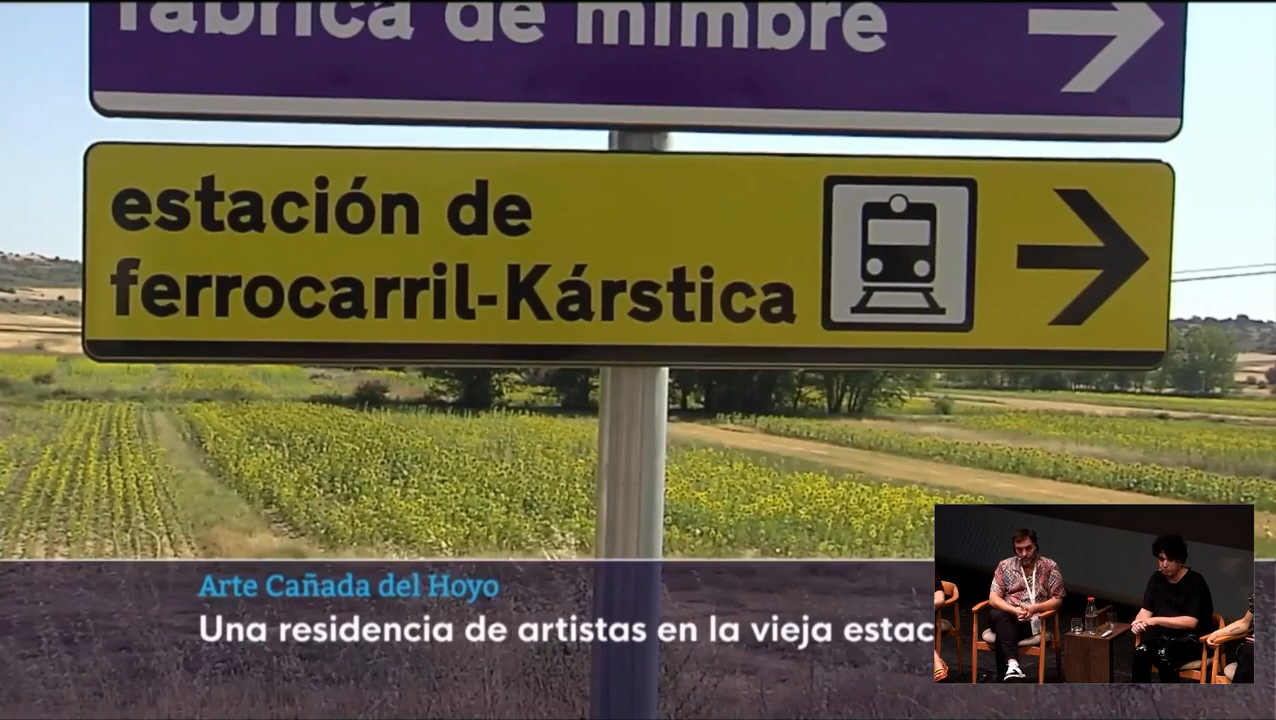 fábrica de mimbre
estación de
ferrocarril-Kárstica
Arte Cañada del Hoyo
Una residencia de artistas en la vieja estac